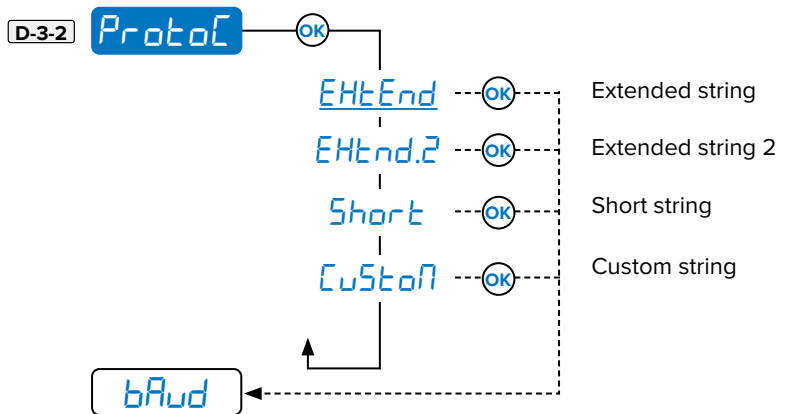 D-3-2 ProtoC OK
EHtEnd OK Extended string
EHtnd.2 OK Extended string 2
Short OK Short string
CuStoM OK Custom string
bAud